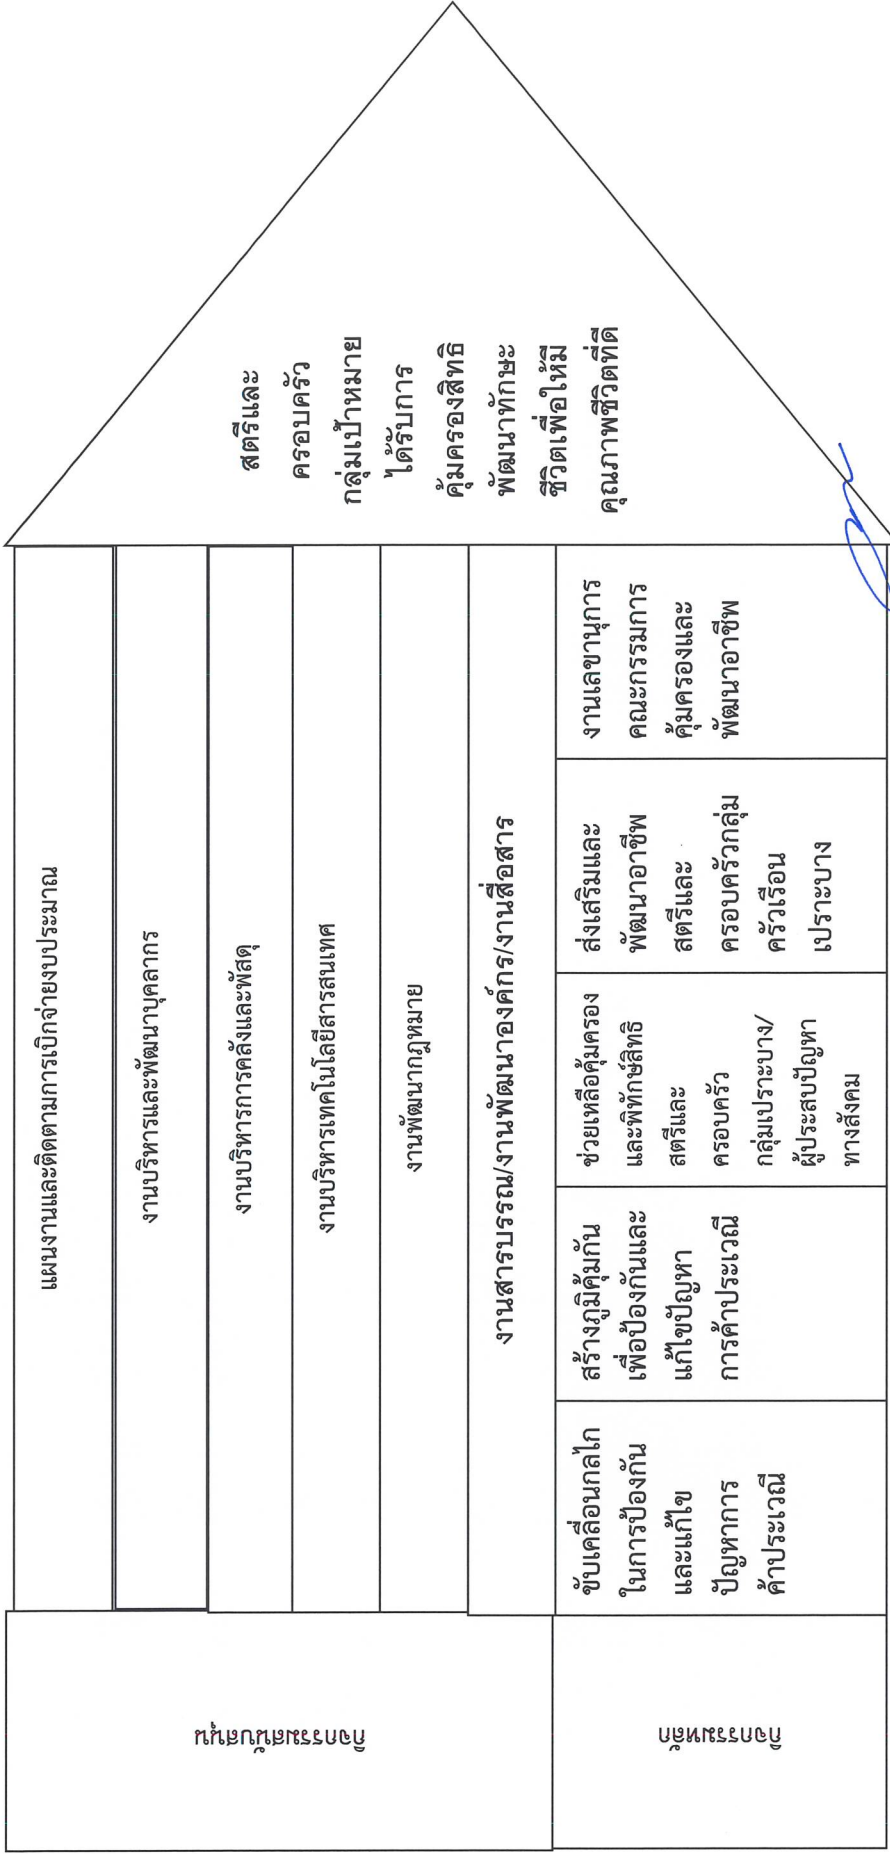 กิจกรรมสนับสนุน
แผนงานและติดตามการเบิกจ่ายงบประมาณ
งานบริหารและพัฒนาบุคลากร
งานบริหารการคลังและพัสดุ
งานบริหารเทคโนโลยีสารสนเทศ
งานพัฒนากฎหมาย
งานสารบรรณ/งานพัฒนาองค์กร/งานสื่อสาร
กิจกรรมหลัก
ขับเคลื่อนกลไก
ในการป้องกัน
และแก้ไข
ปัญหาการ
ค้าประเวณี
สร้างภูมิคุ้มกัน
เพื่อป้องกันและ
แก้ไขปัญหา
การค้าประเวณี
ช่วยเหลือคุ้มครอง
และพิทักษ์สิทธิ
สตรีและ
ครอบครัว
กลุ่มเปราะบาง/
ผู้ประสบปัญหา
ทางสังคม
ส่งเสริมและ
พัฒนาอาชีพ
สตรีและ
ครอบครัวกลุ่ม
ครัวเรือน
เปราะบาง
งานเลขานุการ
คณะกรรมการ
คุ้มครองและ
พัฒนาอาชีพ
สตรีและ
ครอบครัว
กลุ่มเป้าหมาย
ได้รับการ
คุ้มครองสิทธิ
พัฒนาทักษะ
ชีวิตเพื่อให้มี
คุณภาพชีวิตที่ดี